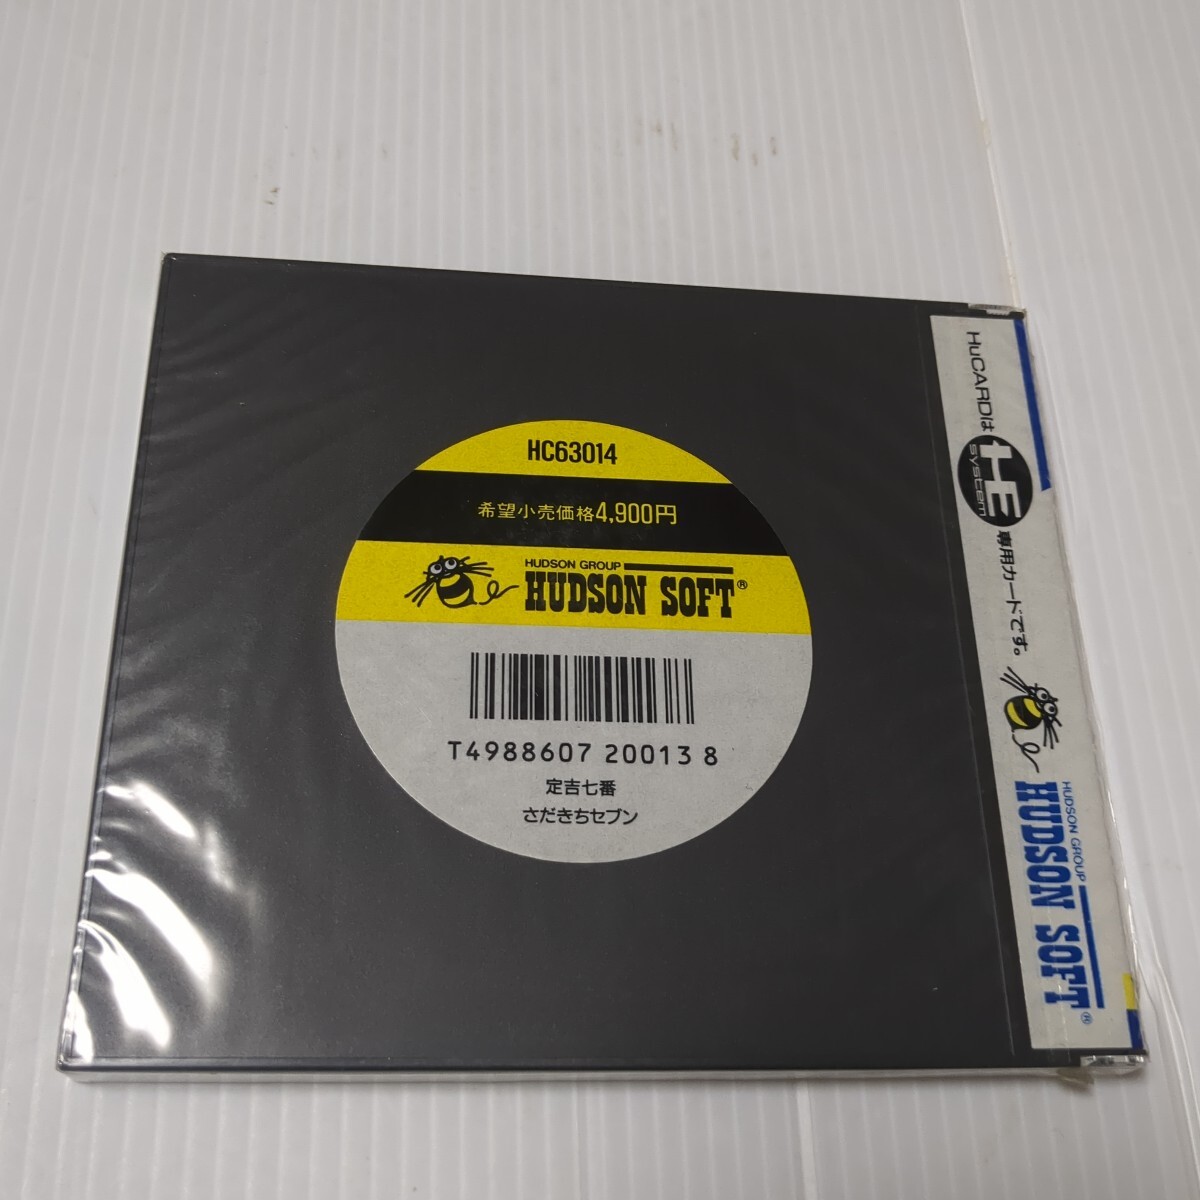 HC63014
希望小売価格4,900円
HUDSON GROUP
HUDSON SOFT®
T4988607 20013 8
定吉七番
さだきちセブン
HuCARDは HE SYSTEM 専用カードです。
HUDSON GROUP
HUDSON SOFT®